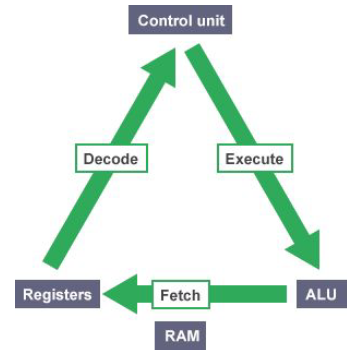 Control unit
Decode
Execute
Registers
Fetch
ALU
RAM